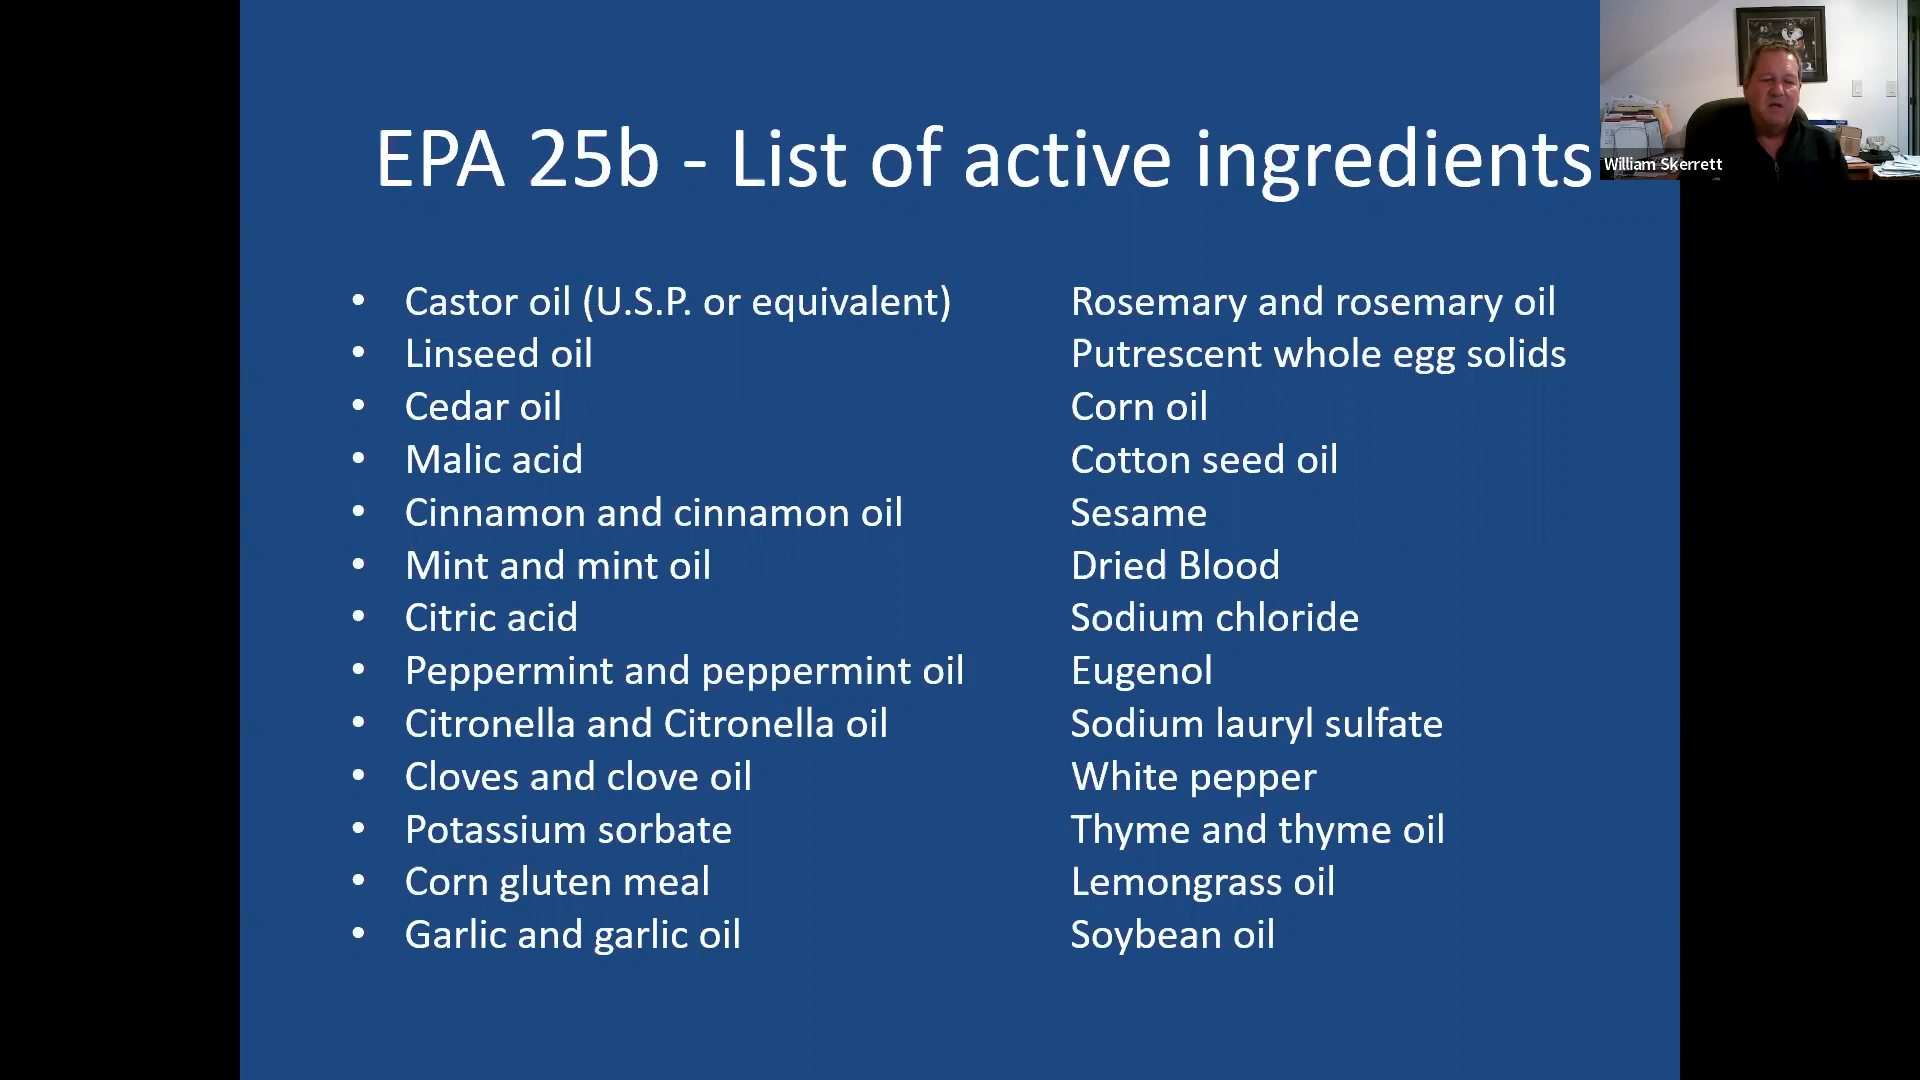 EPA 25b - List of active ingredients
William Skerrett
• Castor oil (U.S.P. or equivalent)
• Linseed oil
• Cedar oil
• Malic acid
• Cinnamon and cinnamon oil
• Mint and mint oil
• Citric acid
• Peppermint and peppermint oil
• Citronella and Citronella oil
• Cloves and clove oil
• Potassium sorbate
• Corn gluten meal
• Garlic and garlic oil
Rosemary and rosemary oil
Putrescent whole egg solids
Corn oil
Cotton seed oil
Sesame
Dried Blood
Sodium chloride
Eugenol
Sodium lauryl sulfate
White pepper
Thyme and thyme oil
Lemongrass oil
Soybean oil